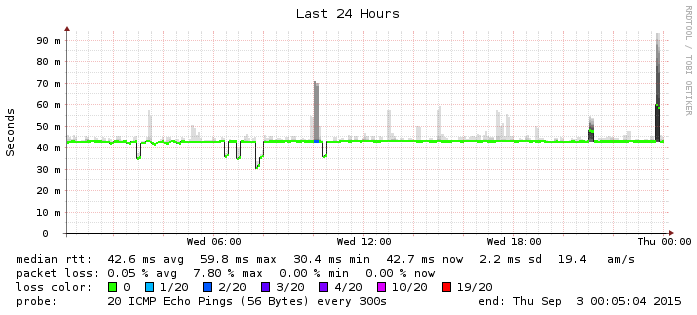 Last 24 Hours
RRDTOOL / TOBI OETIKER
Seconds
90 m
80 m
70 m
60 m
50 m
40 m
30 m
20 m
10 m
0
Wed 06:00 Wed 12:00 Wed 18:00 Thu 00:00
median rtt: 42.6 ms avg 59.8 ms max 30.4 ms min 42.7 ms now 2.2 ms sd 19.4 am/s
packet loss: 0.05 % avg 7.80 % max 0.00 % min 0.00 % now
loss color: 0 1/20 2/20 3/20 4/20 10/20 19/20
probe: 20 ICMP Echo Pings (56 Bytes) every 300s end: Thu Sep 3 00:05:04 2015